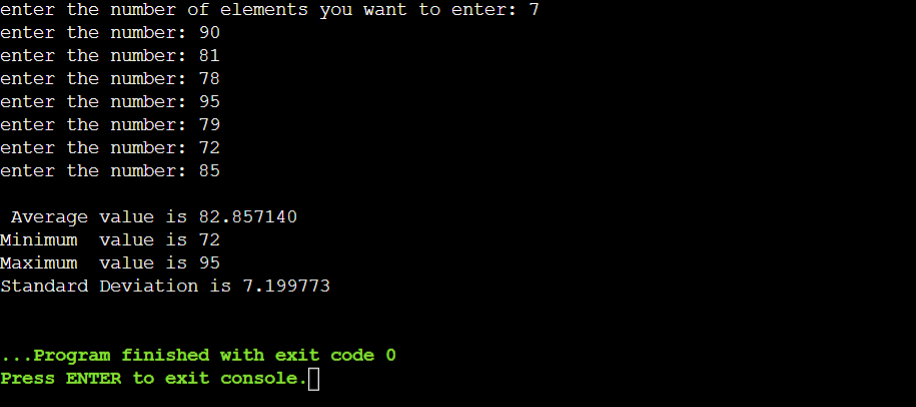 enter the number of elements you want to enter: 7
enter the number: 90
enter the number: 81
enter the number: 78
enter the number: 95
enter the number: 79
enter the number: 72
enter the number: 85
Average value is 82.857140
Minimum  value is 72
Maximum  value is 95
Standard Deviation is 7.199773
...Program finished with exit code 0
Press ENTER to exit console.